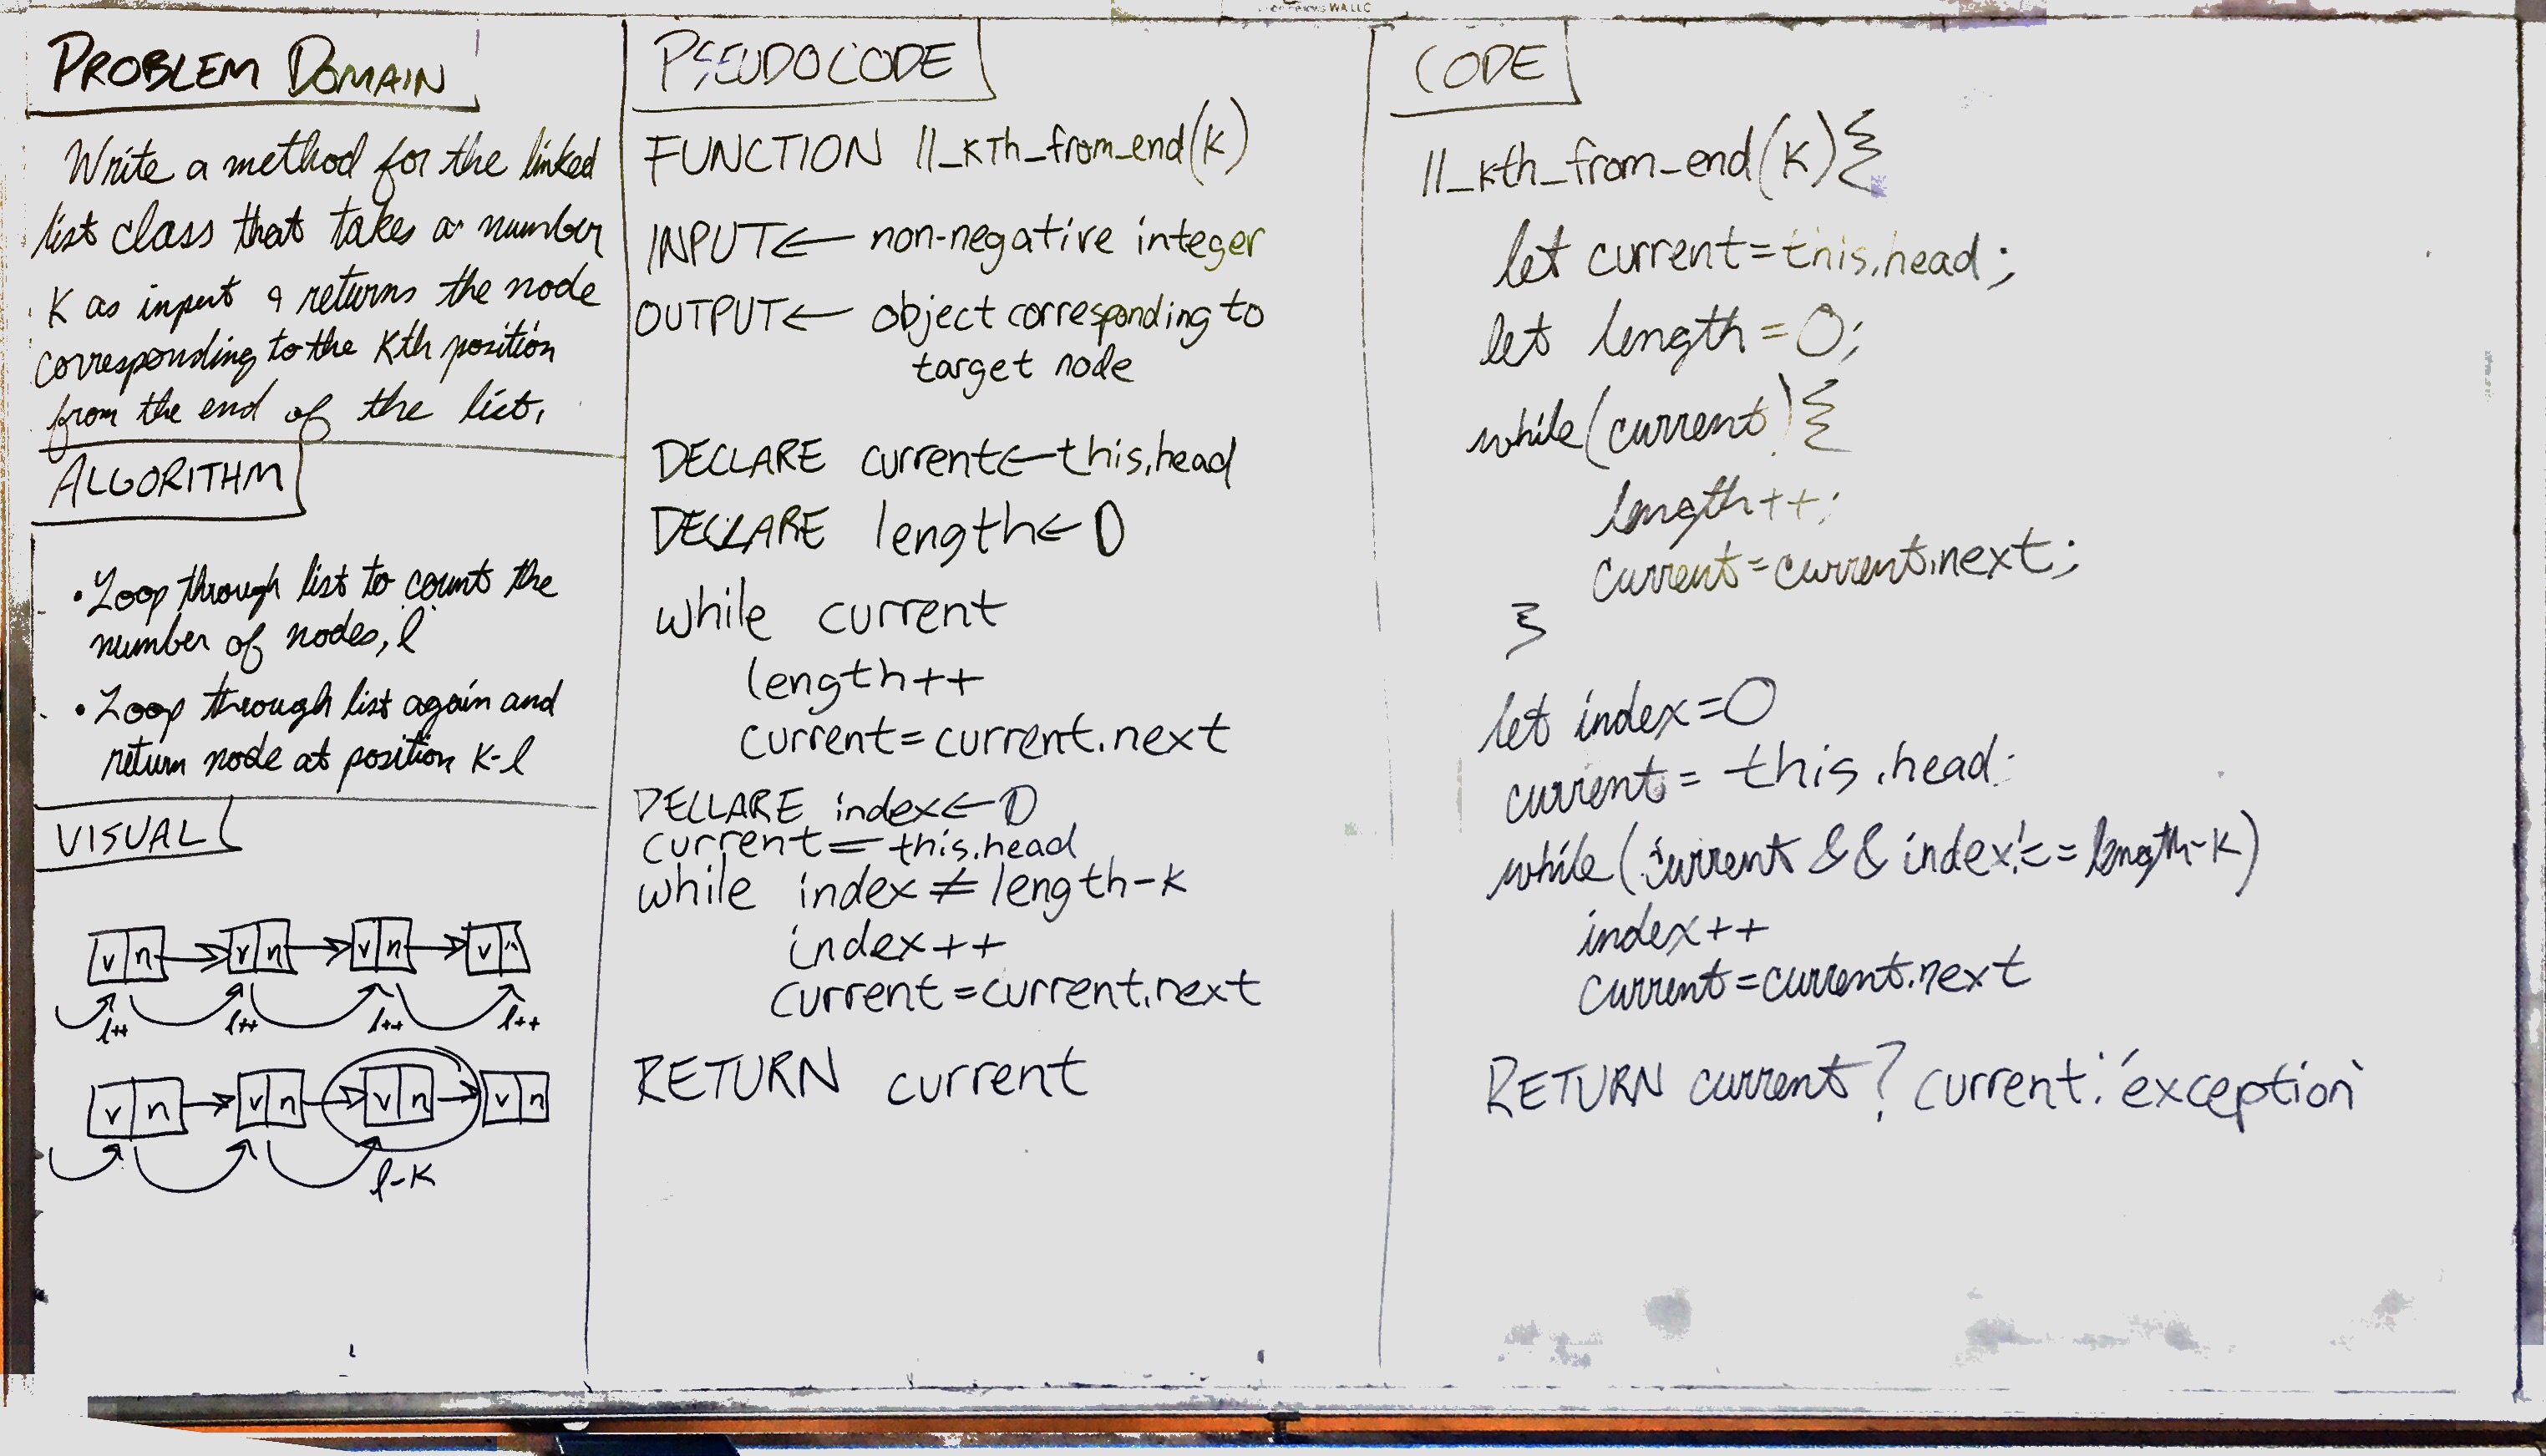 WA LLC
PROBLEM DOMAIN
Write a method for the linked
list class that takes a number
K as input & returns the node
corresponding to the Kth position
from the end of the list.
ALGORITHM
• Loop through list to count the
number of nodes, l
• Loop through list again and
return node at position K-l
VISUAL
v n v n v n v
l++ l++ l++ l++
v n v n v n v n
l-K
PSEUDOCODE
FUNCTION ll_kTh_from_end(k)
INPUT← non-negative integer
OUTPUT← object corresponding to
target node
DECLARE current←this.head
DECLARE length← 0
while current
length++
current=current.next
DECLARE index←0
current=this.head
while index ≠ length-k
index++
current=current.next
RETURN current
CODE
ll_kth_from_end(K){
let current=this.head;
let length=0;
while(current){
length++;
current=current.next;
}
let index=0
current= this.head;
while(current && index!== length-K)
index++
current=current.next
RETURN current? current:'exception'